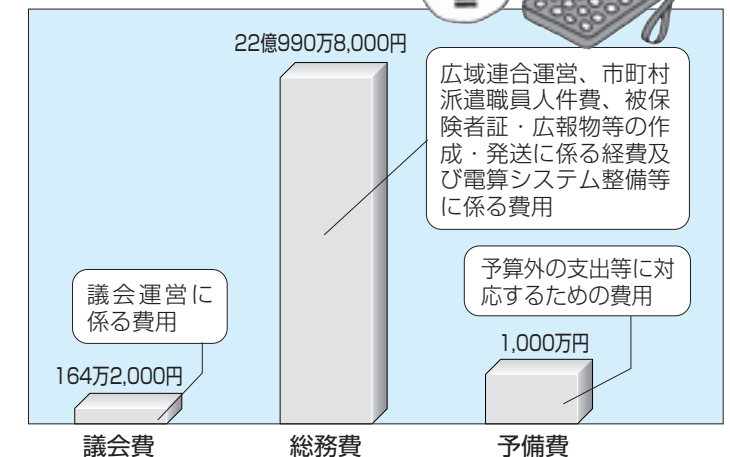 22億990万8,000円
広域連合運営、市町村
派遣職員人件費、被保
険者証・広報物等の作
成・発送に係る経費及
び電算システム整備等
に係る費用
予算外の支出等に対
応するための費用
議会運営に
係る費用
1,000万円
164万2,000円
議会費
総務費
予備費